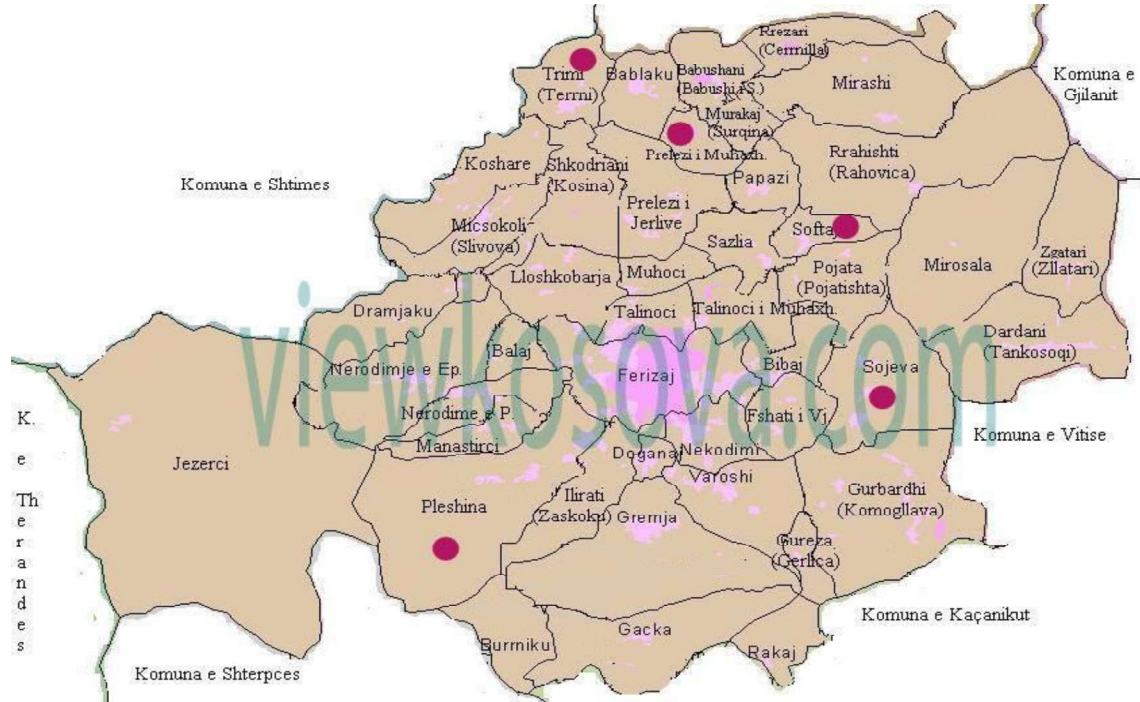 Rrezari
(Cerrnilla)
Komuna e
Gjilanit
Trimi
(Terrni)
Bablaku
Babushani
(Babushi i S.)
Mirashi
Murakaj
(Surqina)
Prelezi i Muhaxh.
Koshare
Shkodriani
(Kosina)
Papazi
Rrahishti
(Rahovica)
Komuna e Shtimes
Prelezi i
Jerlive
Micsokoli
(Slivova)
Sazlia
Softaj
Lloshkobarja
Muhoci
Pojata
(Pojatishta)
Mirosala
Zgatari
(Zllatari)
Dramjaku
Talinoci
Talinoci i Muhaxh.
Dardani
(Tankosoqi)
viewkosova.com
Balaj
Nerodimje e Ep.
Ferizaj
Bibaj
Sojeva
Nerodime e P.
Fshati i Vj.
K.
e
Th
e
r
a
n
d
e
s
Manastirci
Doganaj
Nekodimi
Komuna e Vitise
Jezerci
Varoshi
Pleshina
Ilirati
(Zaskoku)
Gremja
Gurbardhi
(Komogllava)
Gureza
(Gerlica)
Komuna e Kaçanikut
Burmiku
Gacka
Rakaj
Komuna e Shterpces